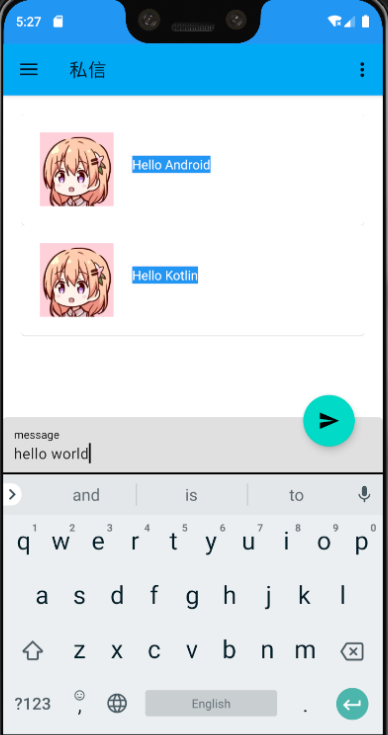 5:27
私信
Hello Android
Hello Kotlin
message
hello world
and is to
1 2 3 4 5 6 7 8 9 0
q w e r t y u i o p
a s d f g h j k l
z x c v b n m
?123 , English .